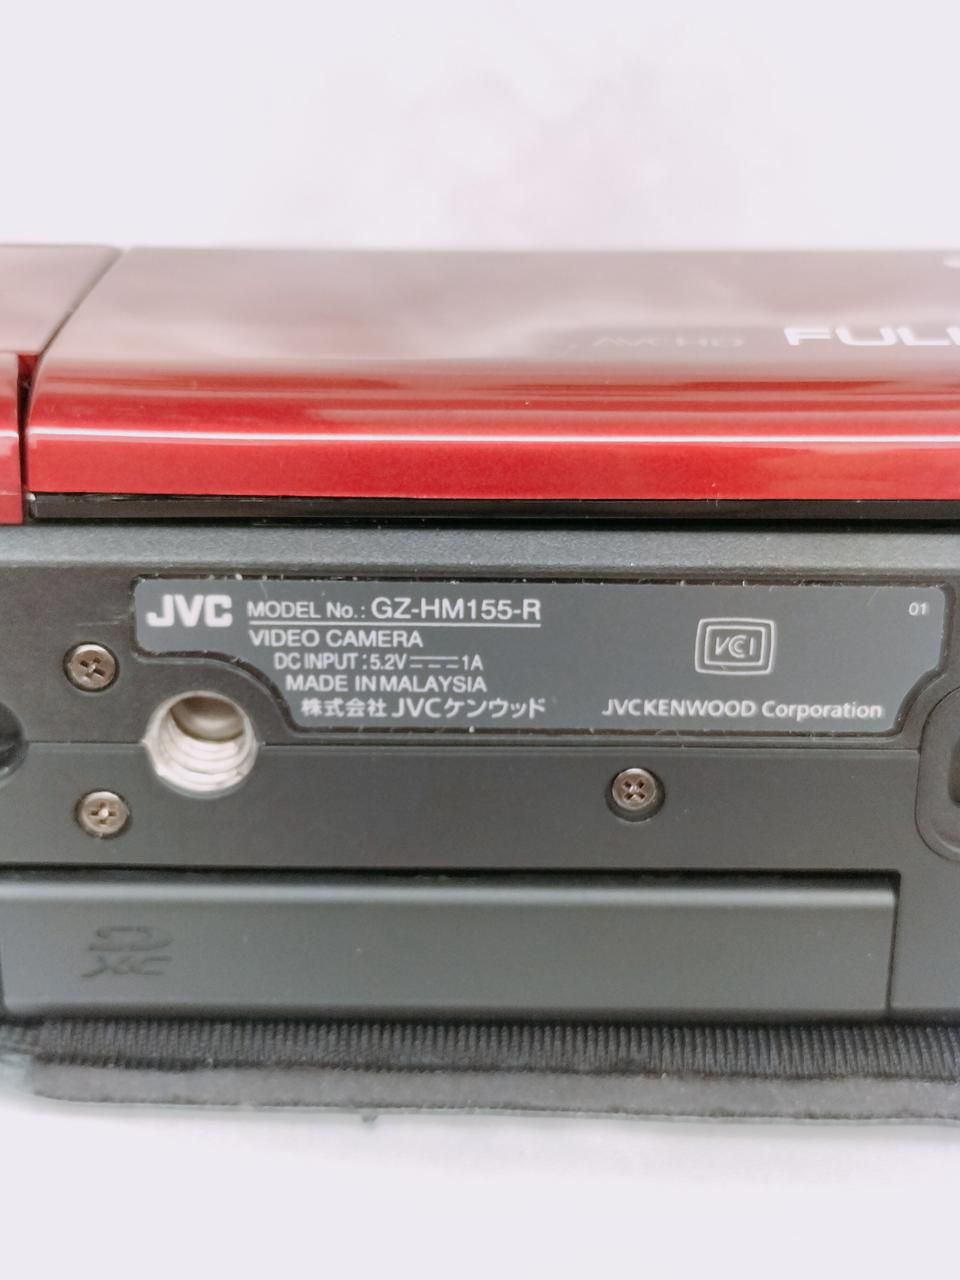 AVCHD
FULL
JVC MODEL No.: GZ-HM155-R
01
VIDEO CAMERA
DC INPUT : 5.2V ⎓ 1A
MADE IN MALAYSIA
株式会社 JVCケンウッド
VCCI
JVCKENWOOD Corporation
SD
XC